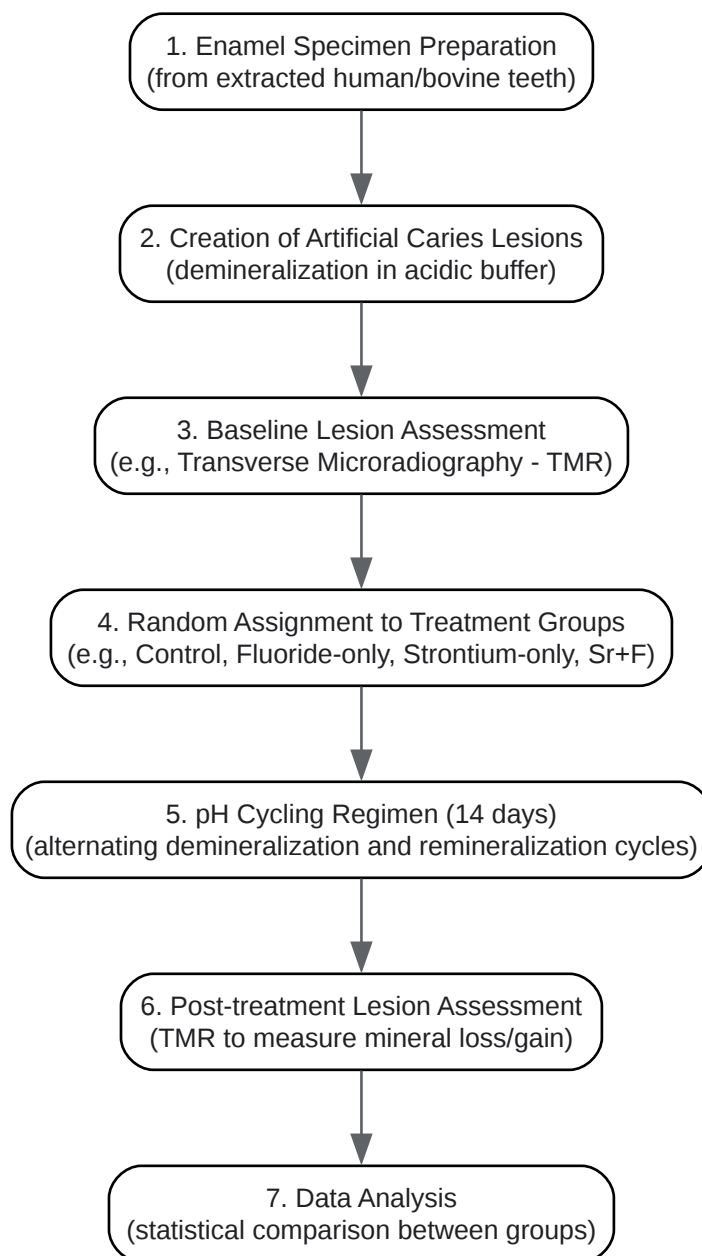 1. Enamel Specimen Preparation
(from extracted human/bovine teeth)
2. Creation of Artificial Caries Lesions
(demineralization in acidic buffer)
3. Baseline Lesion Assessment
(e.g., Transverse Microradiography - TMR)
4. Random Assignment to Treatment Groups
(e.g., Control, Fluoride-only, Strontium-only, Sr+F)
5. pH Cycling Regimen (14 days)
(alternating demineralization and remineralization cycles)
6. Post-treatment Lesion Assessment
(TMR to measure mineral loss/gain)
7. Data Analysis
(statistical comparison between groups)